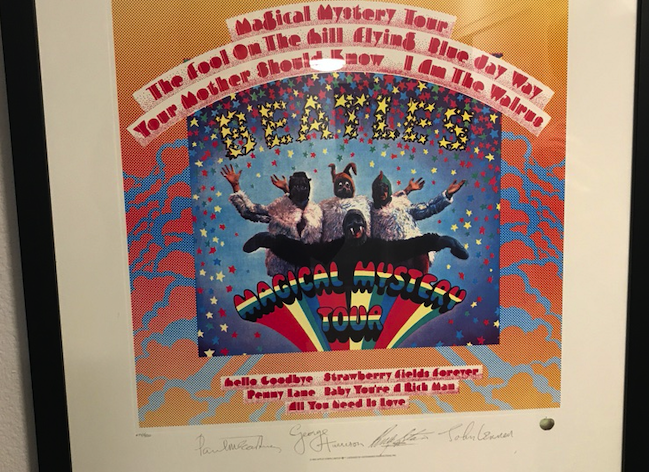 Magical Mystery Tour
The Fool On The Hill Flying Blue Jay Way
Your Mother Should Know I Am The Walrus
BEATLES
MAGICAL MYSTERY
TOUR
Hello Goodbye Strawberry Fields Forever
Penny Lane Baby You're A Rich Man
All You Need Is Love
Paul McCartney George Harrison Ringo Starr John Lennon